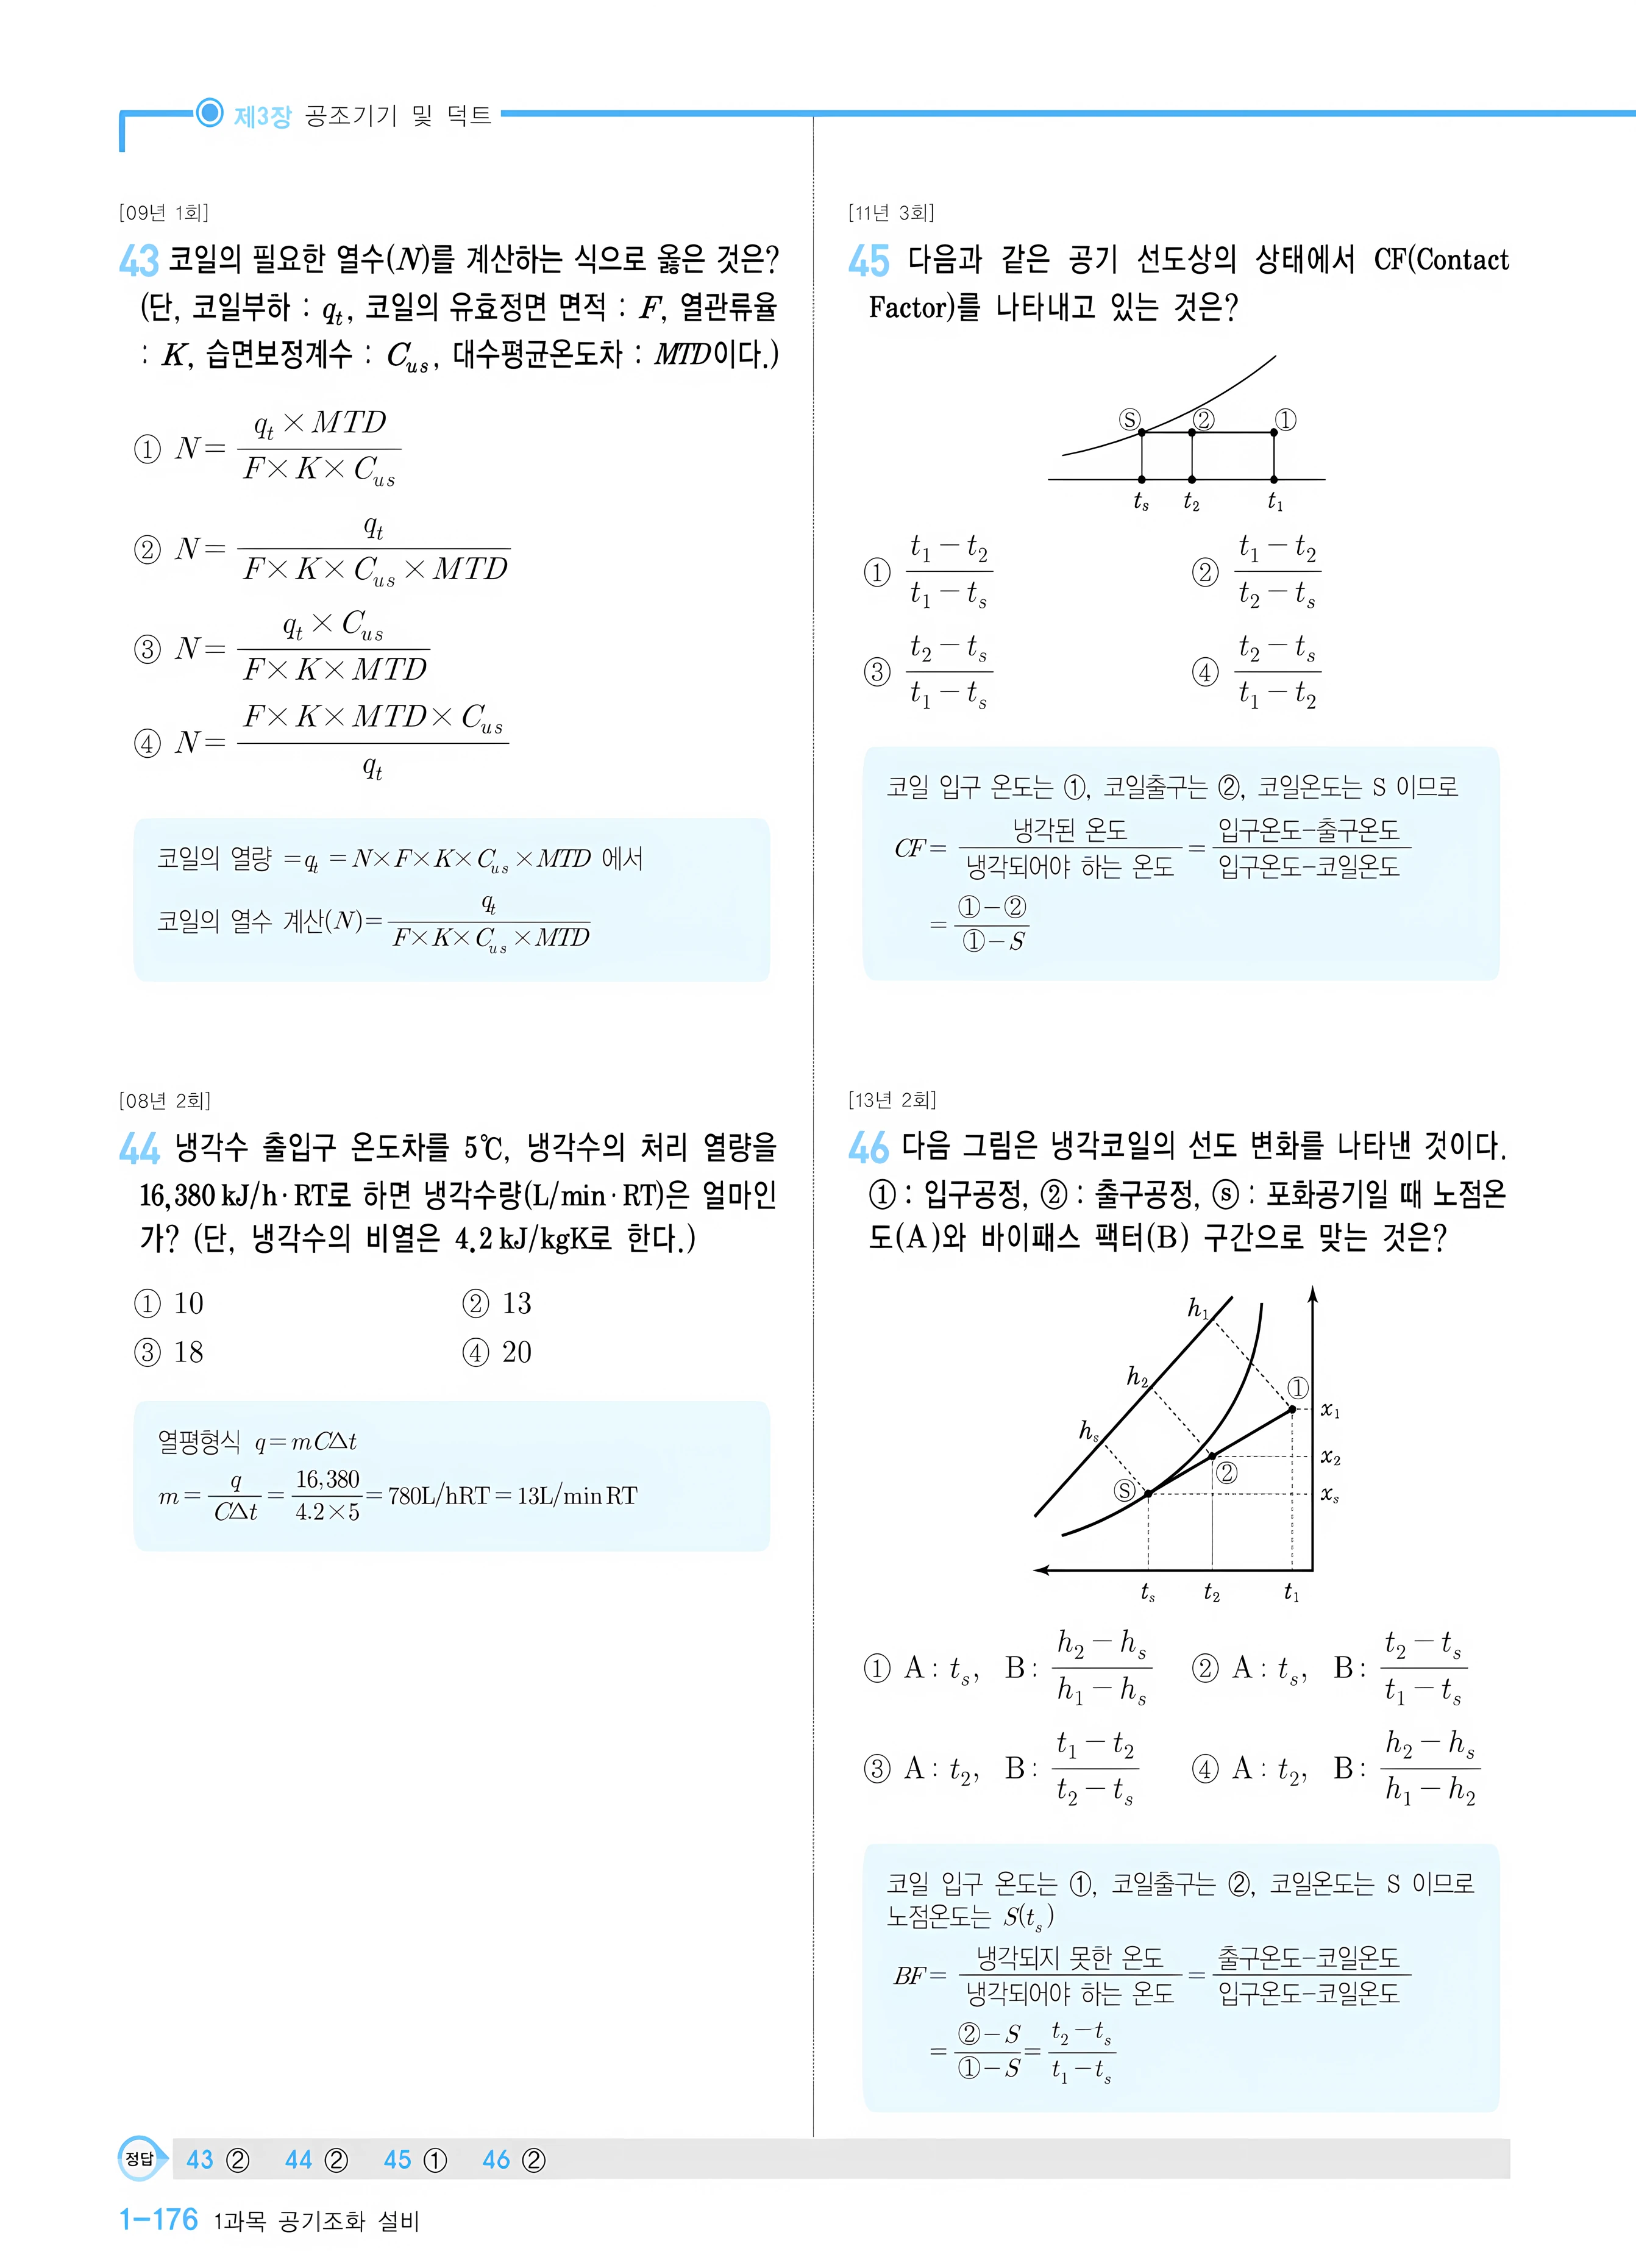 제3장 공조기기 및 덕트
[09년 1회]
43 코일의 필요한 열수(N)를 계산하는 식으로 옳은 것은?
(단, 코일부하 : q_t, 코일의 유효정면 면적 : F, 열관류율
: K, 습면보정계수 : C_us, 대수평균온도차 : MTD이다.)
① N = (q_t × MTD) / (F × K × C_us)
② N = q_t / (F × K × C_us × MTD)
③ N = (q_t × C_us) / (F × K × MTD)
④ N = (F × K × MTD × C_us) / q_t
코일의 열량 = q_t = N×F×K×C_us×MTD 에서
코일의 열수 계산(N) = q_t / (F×K×C_us×MTD)
[08년 2회]
44 냉각수 출입구 온도차를 5℃, 냉각수의 처리 열량을
16,380 kJ/h·RT로 하면 냉각수량(L/min·RT)은 얼마인
가? (단, 냉각수의 비열은 4.2 kJ/kgK로 한다.)
① 10 ② 13
③ 18 ④ 20
열평형식 q = mC△t
m = q / (C△t) = 16,380 / (4.2×5) = 780L/hRT = 13L/min RT
[11년 3회]
45 다음과 같은 공기 선도상의 상태에서 CF(Contact
Factor)를 나타내고 있는 것은?
ⓢ ② ①
t_s t_2 t_1
① (t_1 − t_2) / (t_1 − t_s) ② (t_1 − t_2) / (t_2 − t_s)
③ (t_2 − t_s) / (t_1 − t_s) ④ (t_2 − t_s) / (t_1 − t_2)
코일 입구 온도는 ①, 코일출구는 ②, 코일온도는 S 이므로
CF = 냉각된 온도 / 냉각되어야 하는 온도 = (입구온도−출구온도) / (입구온도−코일온도)
= (①−②) / (①−S)
[13년 2회]
46 다음 그림은 냉각코일의 선도 변화를 나타낸 것이다.
① : 입구공정, ② : 출구공정, ⓢ : 포화공기일 때 노점온
도(A)와 바이패스 팩터(B) 구간으로 맞는 것은?
h_1
h_2
h_s
① x_1
② x_2
ⓢ x_s
t_s t_2 t_1
① A : t_s, B : (h_2 − h_s) / (h_1 − h_s) ② A : t_s, B : (t_2 − t_s) / (t_1 − t_s)
③ A : t_2, B : (t_1 − t_2) / (t_2 − t_s) ④ A : t_2, B : (h_2 − h_s) / (h_1 − h_2)
코일 입구 온도는 ①, 코일출구는 ②, 코일온도는 S 이므로
노점온도는 S(t_s)
BF = 냉각되지 못한 온도 / 냉각되어야 하는 온도 = (출구온도−코일온도) / (입구온도−코일온도)
= (②−S) / (①−S) = (t_2−t_s) / (t_1−t_s)
정답 43 ② 44 ② 45 ① 46 ②
1-176 1과목 공기조화 설비